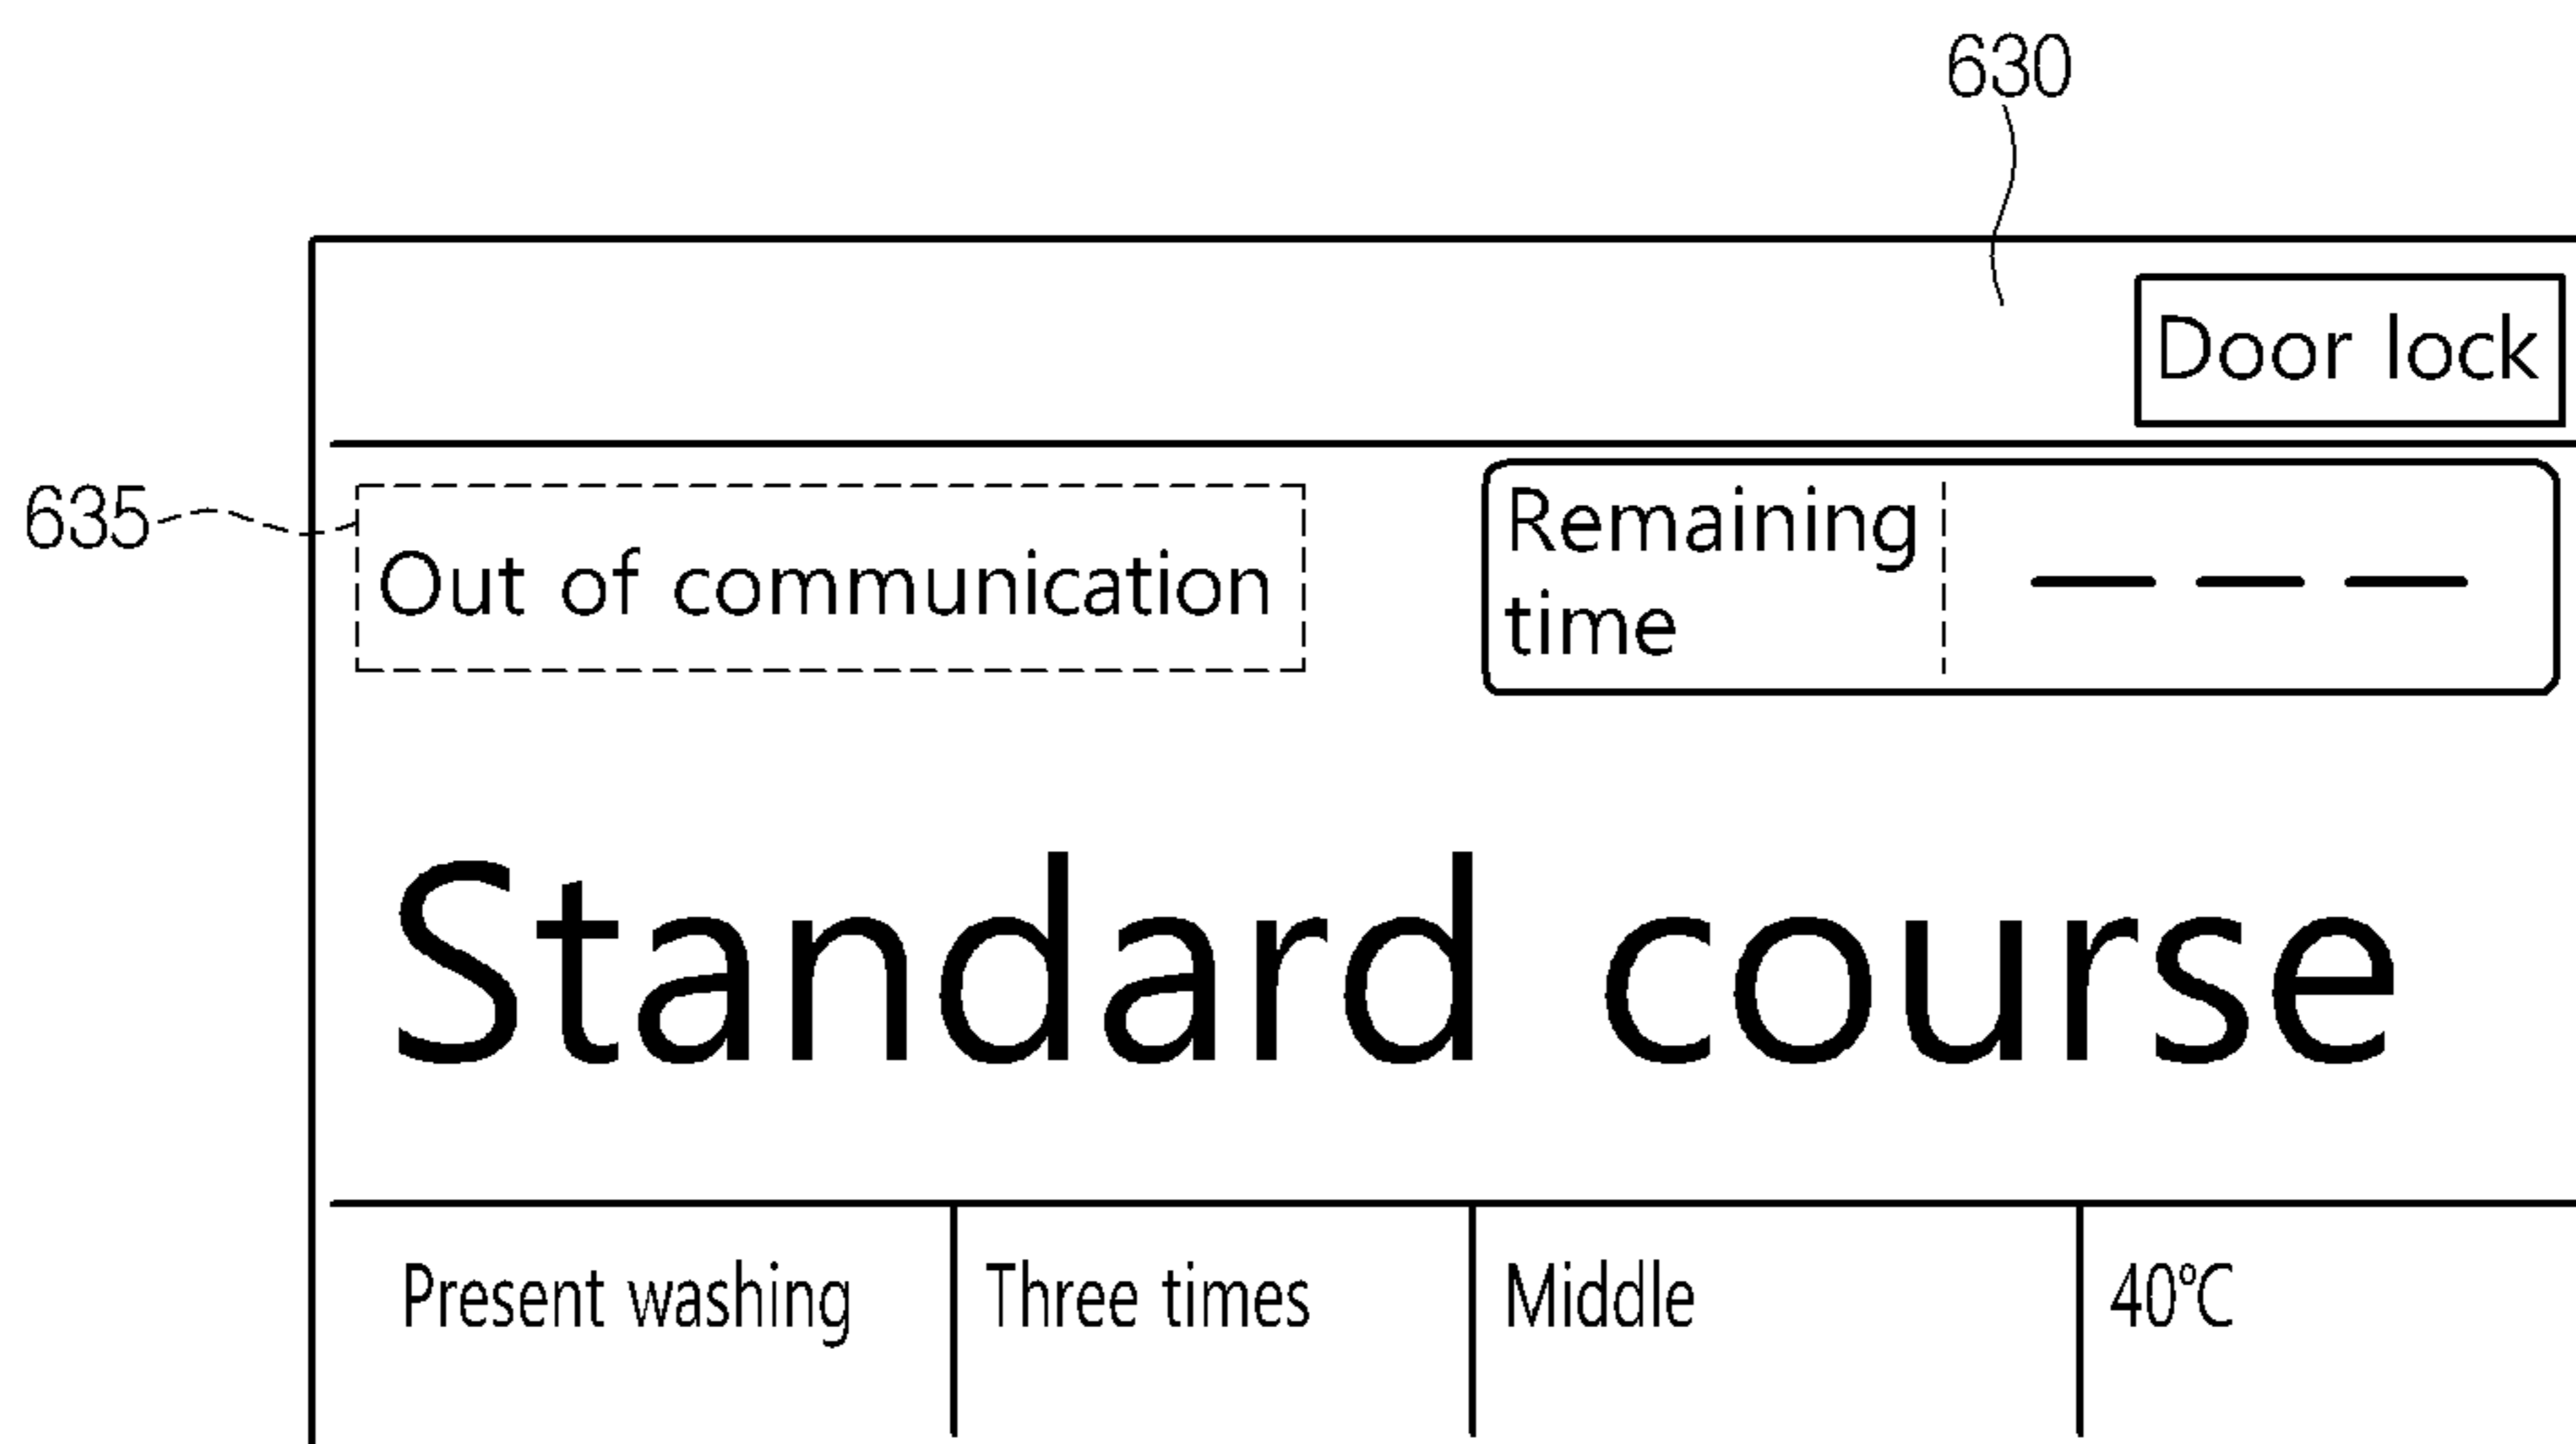 630
Door lock
635
Out of communication
Remaining
time
— — —
Standard course
Present washing
Three times
Middle
40℃